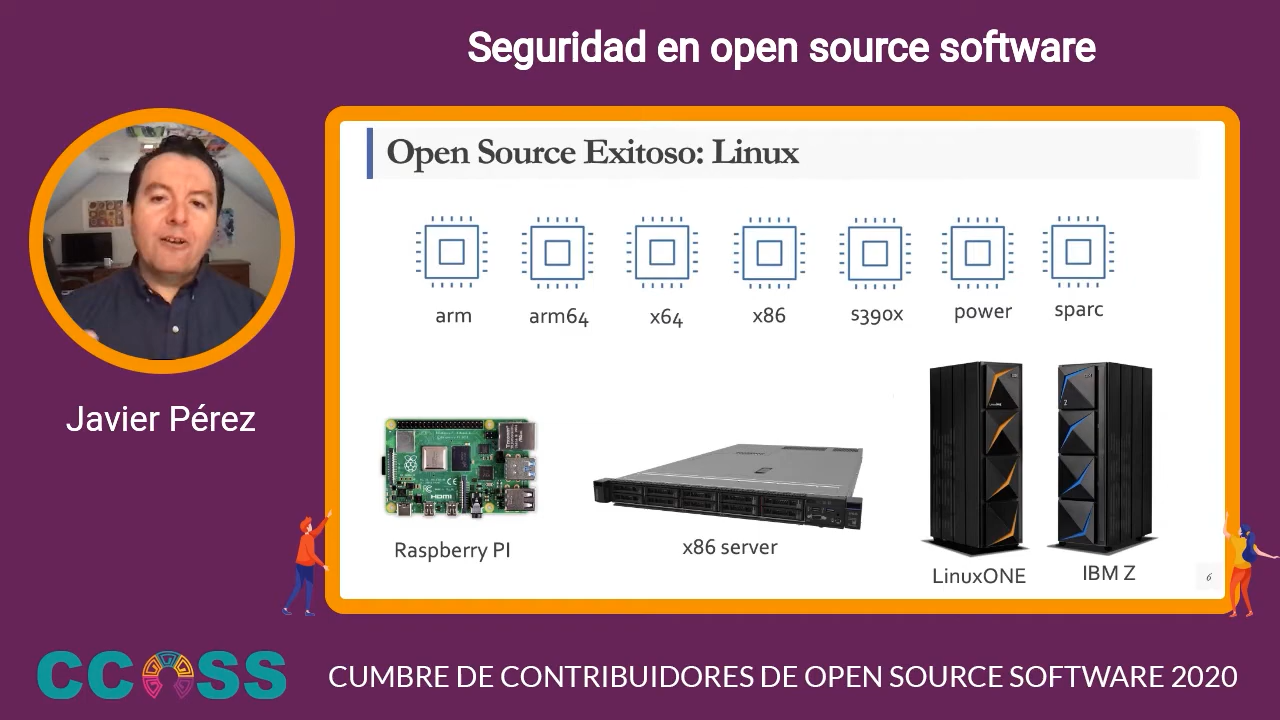 Seguridad en open source software
Open Source Exitoso: Linux
arm
arm64
x64
x86
s390x
power
sparc
Raspberry PI
x86 server
LinuxONE
IBM Z
HDMI
6
Javier Pérez
CCOSS
CUMBRE DE CONTRIBUIDORES DE OPEN SOURCE SOFTWARE 2020